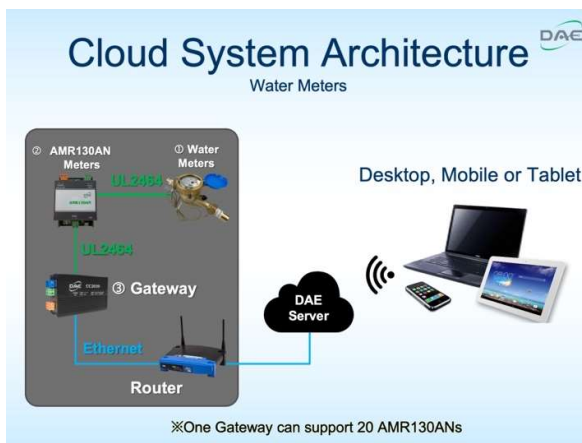 DAE
Cloud System Architecture
Water Meters
② AMR130AN
Meters
① Water
Meters
UL2464
UL2464
③ Gateway
DAE
Ethernet
Router
DAE
Server
Desktop, Mobile or Tablet
※One Gateway can support 20 AMR130ANs